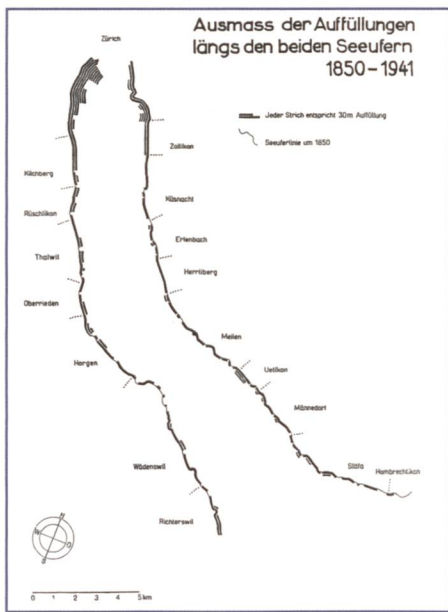 Ausmass der Auffüllungen
längs den beiden Seeufern
1850-1941
Jeder Strich entspricht 30m Auffüllung
Seeuferlinie um 1850
Zürich
Zollikon
Kilchberg
Küsnacht
Rüschlikon
Erlenbach
Thalwil
Herrliberg
Oberrieden
Meilen
Horgen
Uetikon
Männedorf
Stäfa
Hombrechtikon
Wädenswil
Richterswil
N
W
O
S
0 1 2 3 4 5km